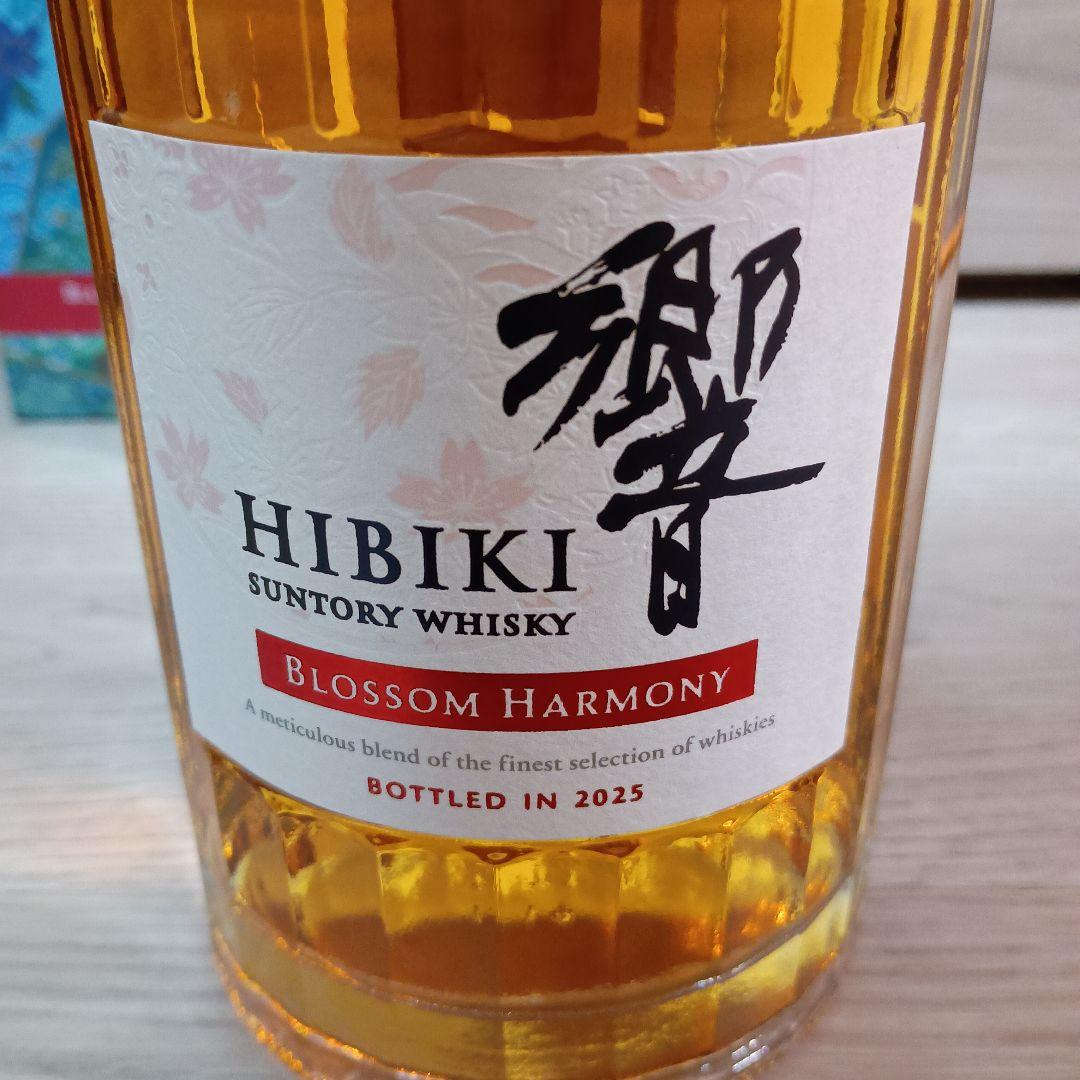 響
HIBIKI
SUNTORY WHISKY
BLOSSOM HARMONY
A meticulous blend of the finest selection of whiskies
BOTTLED IN 2025